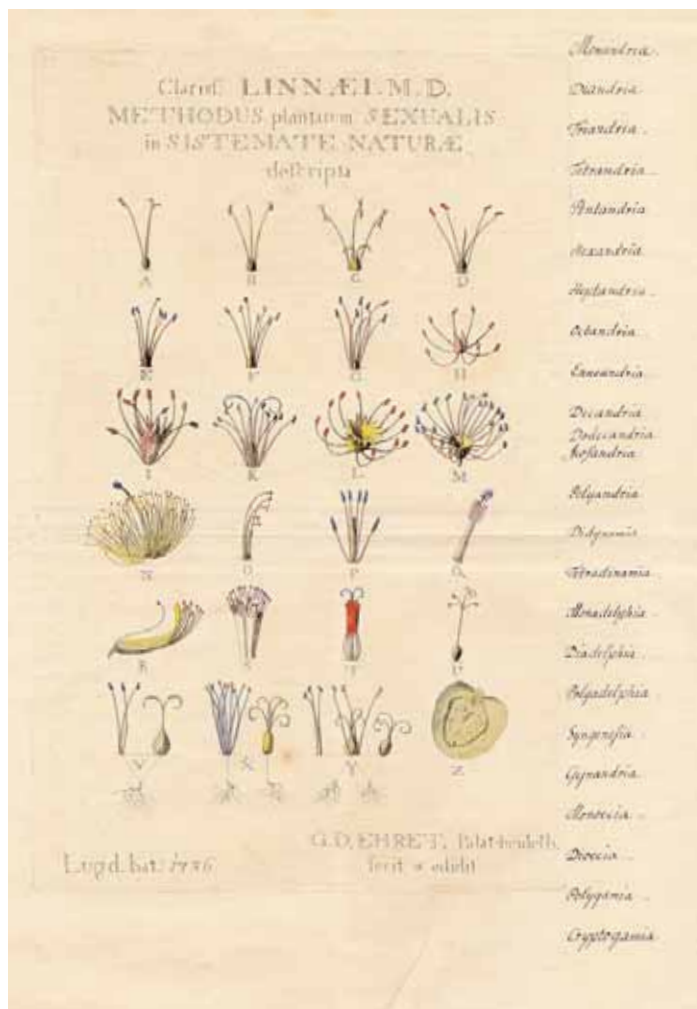 Clariss: LINNÆI. M. D.
METHODUS plantarum SEXUALIS
in SISTEMATE NATURÆ
descripta
A B C D
E F G H
I K L M
N O P Q
R S T U
V X Y Z
Lugd. bat: 1736
G. D. EHRET. Palat-heidelb:
fecit & edidit
Monandria.
Diandria
Triandria.
Tetrandria.
Pentandria
Hexandria
Heptandria.
Octandria.
Enneandria.
Decandria
Dodecandria
Icosandria.
Polyandria
Didynamia
Tetradinamia
Monadelphia.
Diadelphia.
Polyadelphia
Syngenesia.
Gynandria.
Monoecia.
Dioecia.
Polygamia.
Cryptogamia